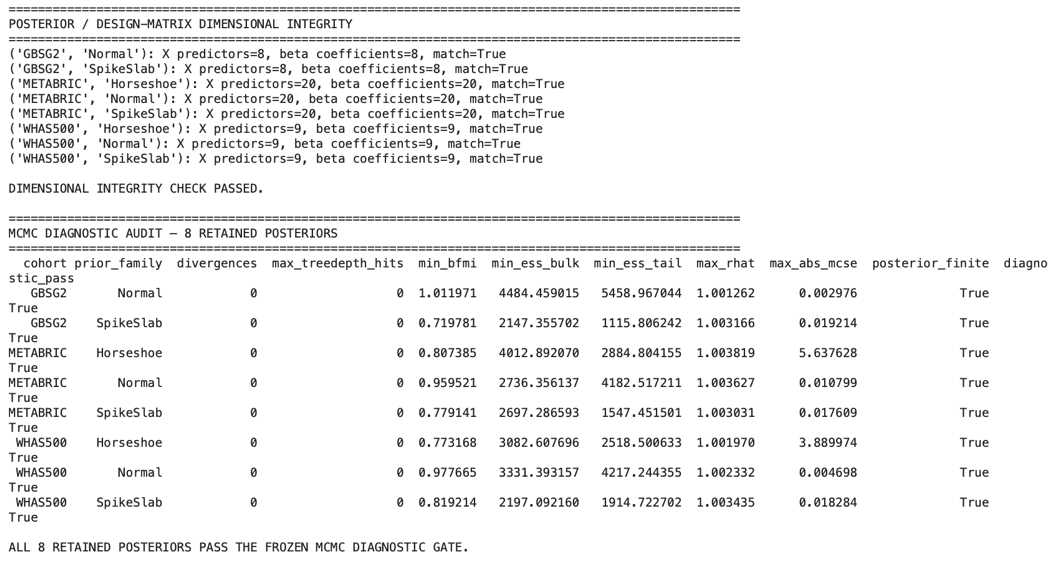 ====================================================================================================
POSTERIOR / DESIGN–MATRIX DIMENSIONAL INTEGRITY
====================================================================================================
('GBSG2', 'Normal'): X predictors=8, beta coefficients=8, match=True
('GBSG2', 'SpikeSlab'): X predictors=8, beta coefficients=8, match=True
('METABRIC', 'Horseshoe'): X predictors=20, beta coefficients=20, match=True
('METABRIC', 'Normal'): X predictors=20, beta coefficients=20, match=True
('METABRIC', 'SpikeSlab'): X predictors=20, beta coefficients=20, match=True
('WHAS500', 'Horseshoe'): X predictors=9, beta coefficients=9, match=True
('WHAS500', 'Normal'): X predictors=9, beta coefficients=9, match=True
('WHAS500', 'SpikeSlab'): X predictors=9, beta coefficients=9, match=True
DIMENSIONAL INTEGRITY CHECK PASSED.
====================================================================================================
MCMC DIAGNOSTIC AUDIT — 8 RETAINED POSTERIORS
====================================================================================================
cohort prior_family divergences max_treedepth_hits min_bfmi min_ess_bulk min_ess_tail max_rhat max_abs_mcse posterior_finite diagno
stic_pass
GBSG2 Normal 0 0 1.011971 4484.459015 5458.967044 1.001262 0.002976 True
True
GBSG2 SpikeSlab 0 0 0.719781 2147.355702 1115.806242 1.003166 0.019214 True
True
METABRIC Horseshoe 0 0 0.807385 4012.892070 2884.804155 1.003819 5.637628 True
True
METABRIC Normal 0 0 0.959521 2736.356137 4182.517211 1.003627 0.010799 True
True
METABRIC SpikeSlab 0 0 0.779141 2697.286593 1547.451501 1.003031 0.017609 True
True
WHAS500 Horseshoe 0 0 0.773168 3082.607696 2518.500633 1.001970 3.889974 True
True
WHAS500 Normal 0 0 0.977665 3331.393157 4217.244355 1.002332 0.004698 True
True
WHAS500 SpikeSlab 0 0 0.819214 2197.092160 1914.722702 1.003435 0.018284 True
True
ALL 8 RETAINED POSTERIORS PASS THE FROZEN MCMC DIAGNOSTIC GATE.